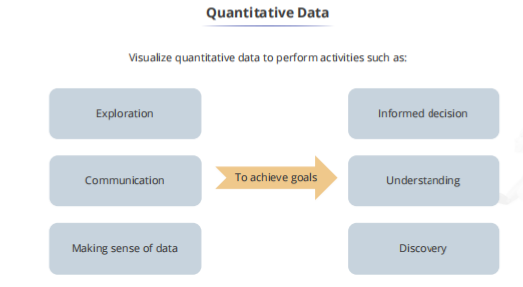 Quantitative Data
Visualize quantitative data to perform activities such as:
Exploration
Communication
Making sense of data
To achieve goals
Informed decision
Understanding
Discovery